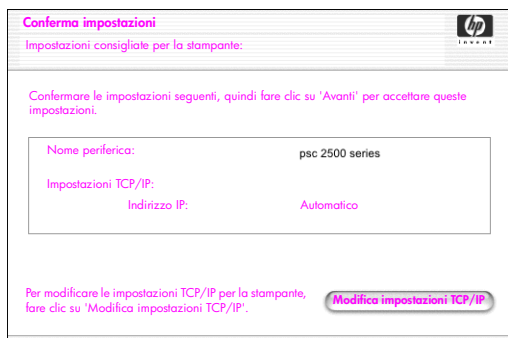 Conferma impostazioni
Impostazioni consigliate per la stampante:
hp
invent
Confermare le impostazioni seguenti, quindi fare clic su 'Avanti' per accettare queste
impostazioni.
Nome periferica: psc 2500 series
Impostazioni TCP/IP:
Indirizzo IP: Automatico
Per modificare le impostazioni TCP/IP per la stampante,
fare clic su 'Modifica impostazioni TCP/IP'.
Modifica impostazioni TCP/IP